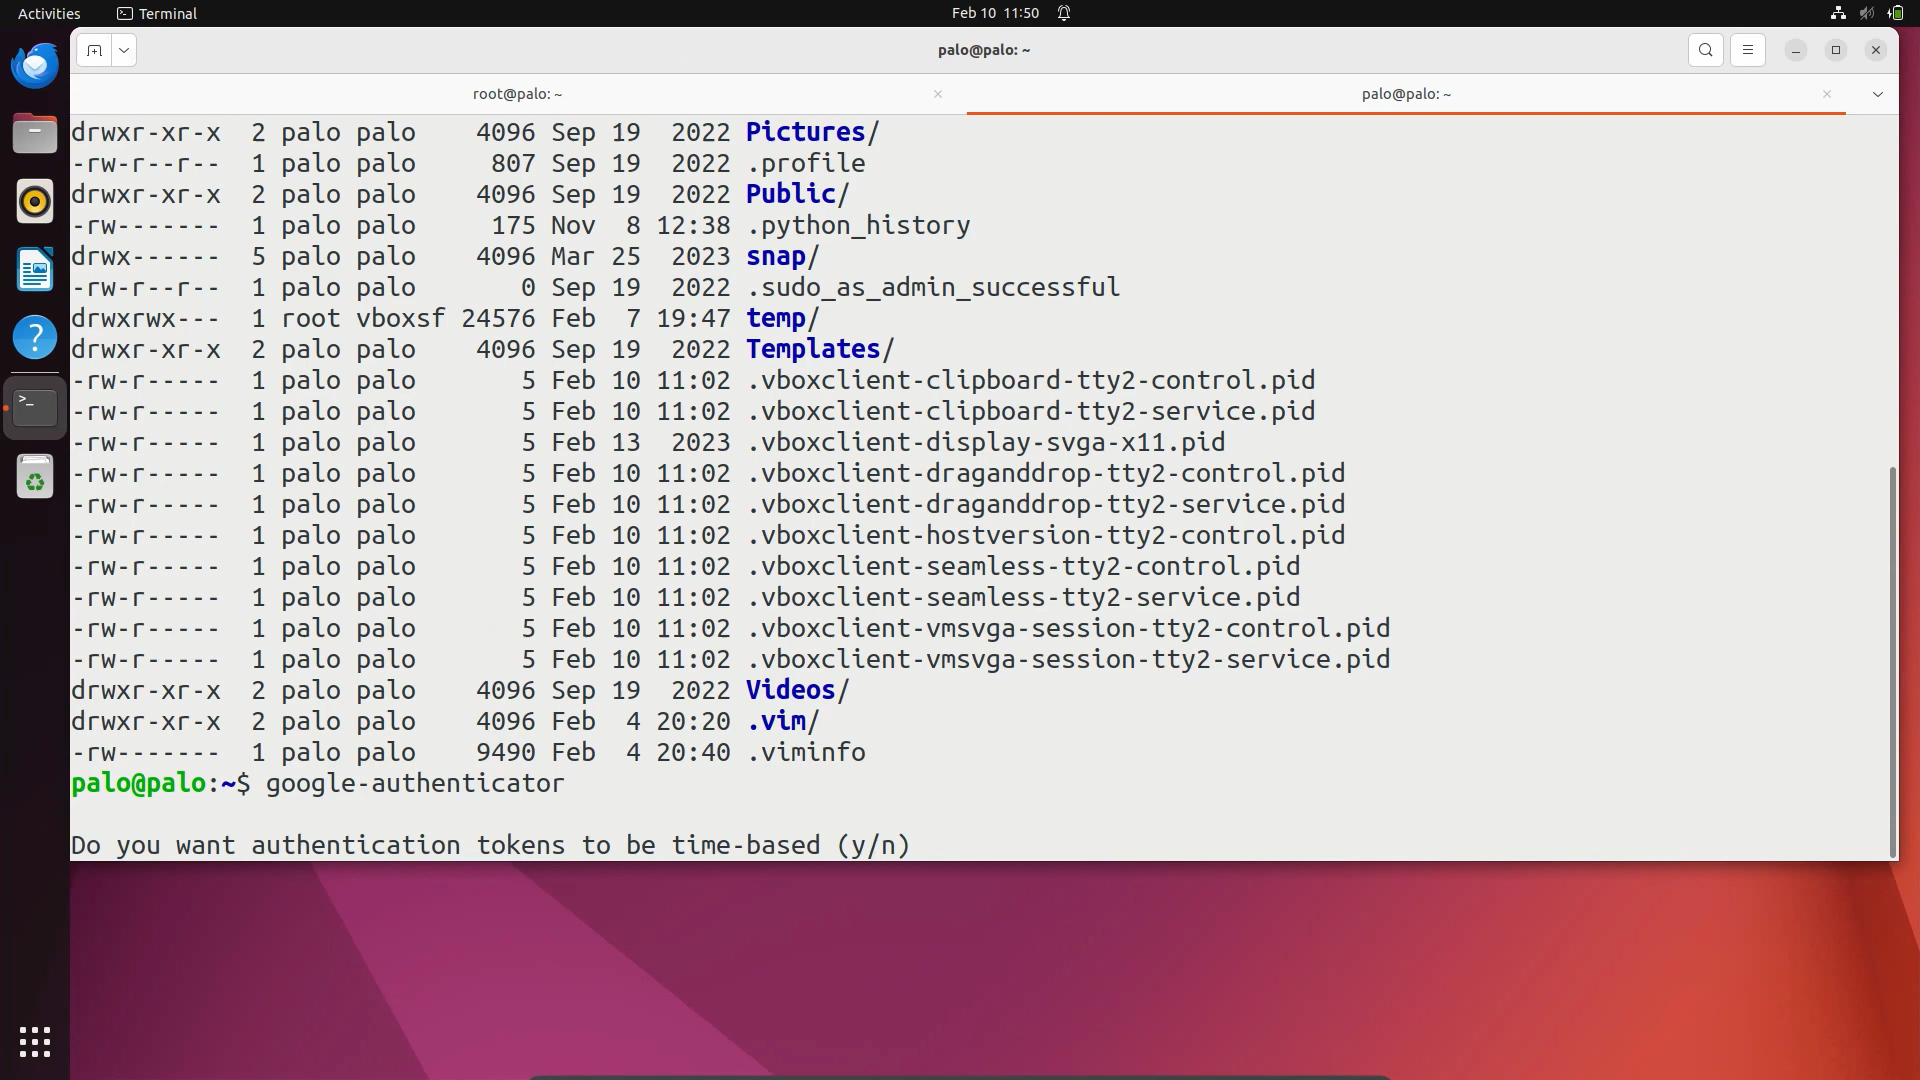 Activities
Terminal
Feb 10 11:50
palo@palo: ~
root@palo: ~
palo@palo: ~
drwxr-xr-x  2 palo palo    4096 Sep 19  2022 Pictures/
-rw-r--r--  1 palo palo     807 Sep 19  2022 .profile
drwxr-xr-x  2 palo palo    4096 Sep 19  2022 Public/
-rw-------  1 palo palo     175 Nov  8 12:38 .python_history
drwx------  5 palo palo    4096 Mar 25  2023 snap/
-rw-r--r--  1 palo palo       0 Sep 19  2022 .sudo_as_admin_successful
drwxrwx---  1 root vboxsf 24576 Feb  7 19:47 temp/
drwxr-xr-x  2 palo palo    4096 Sep 19  2022 Templates/
-rw-r-----  1 palo palo       5 Feb 10 11:02 .vboxclient-clipboard-tty2-control.pid
-rw-r-----  1 palo palo       5 Feb 10 11:02 .vboxclient-clipboard-tty2-service.pid
-rw-r-----  1 palo palo       5 Feb 13  2023 .vboxclient-display-svga-x11.pid
-rw-r-----  1 palo palo       5 Feb 10 11:02 .vboxclient-draganddrop-tty2-control.pid
-rw-r-----  1 palo palo       5 Feb 10 11:02 .vboxclient-draganddrop-tty2-service.pid
-rw-r-----  1 palo palo       5 Feb 10 11:02 .vboxclient-hostversion-tty2-control.pid
-rw-r-----  1 palo palo       5 Feb 10 11:02 .vboxclient-seamless-tty2-control.pid
-rw-r-----  1 palo palo       5 Feb 10 11:02 .vboxclient-seamless-tty2-service.pid
-rw-r-----  1 palo palo       5 Feb 10 11:02 .vboxclient-vmsvga-session-tty2-control.pid
-rw-r-----  1 palo palo       5 Feb 10 11:02 .vboxclient-vmsvga-session-tty2-service.pid
drwxr-xr-x  2 palo palo    4096 Sep 19  2022 Videos/
drwxr-xr-x  2 palo palo    4096 Feb  4 20:20 .vim/
-rw-------  1 palo palo    9490 Feb  4 20:40 .viminfo
palo@palo:~$ google-authenticator
Do you want authentication tokens to be time-based (y/n)